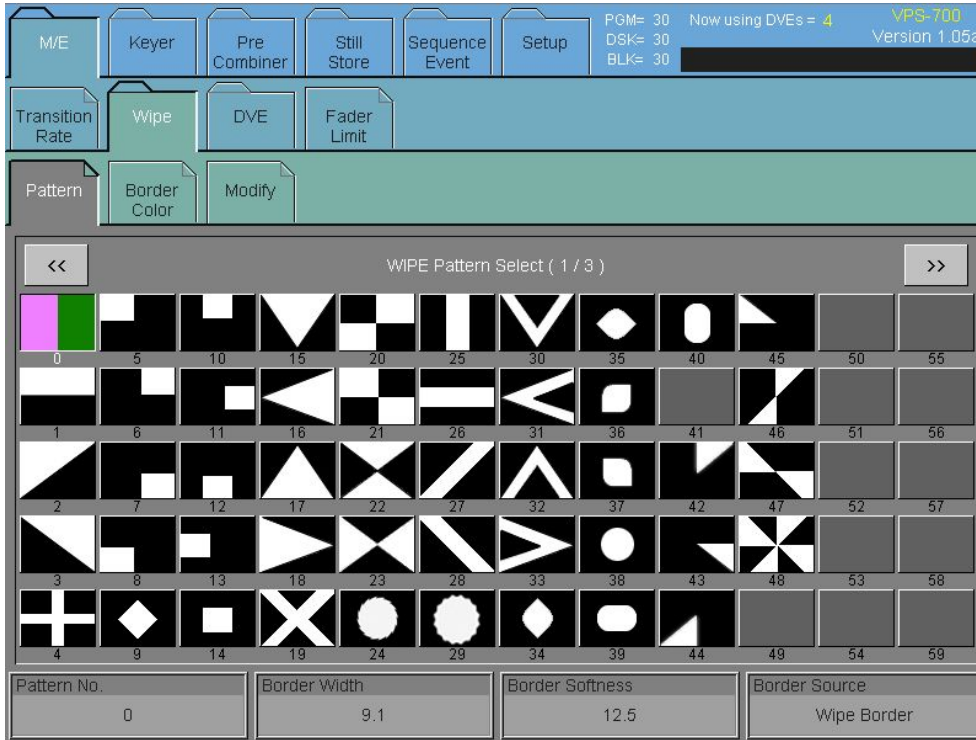 M/E Keyer Pre Combiner Still Store Sequence Event Setup
PGM= 30 Now using DVEs = 4 VPS-700
DSK= 30 Version 1.05a
BLK= 30
Transition Rate Wipe DVE Fader Limit
Pattern Border Color Modify
<< WIPE Pattern Select ( 1 / 3 ) >>
0 5 10 15 20 25 30 35 40 45 50 55
1 6 11 16 21 26 31 36 41 46 51 56
2 7 12 17 22 27 32 37 42 47 52 57
3 8 13 18 23 28 33 38 43 48 53 58
4 9 14 19 24 29 34 39 44 49 54 59
Pattern No. Border Width Border Softness Border Source
0 9.1 12.5 Wipe Border